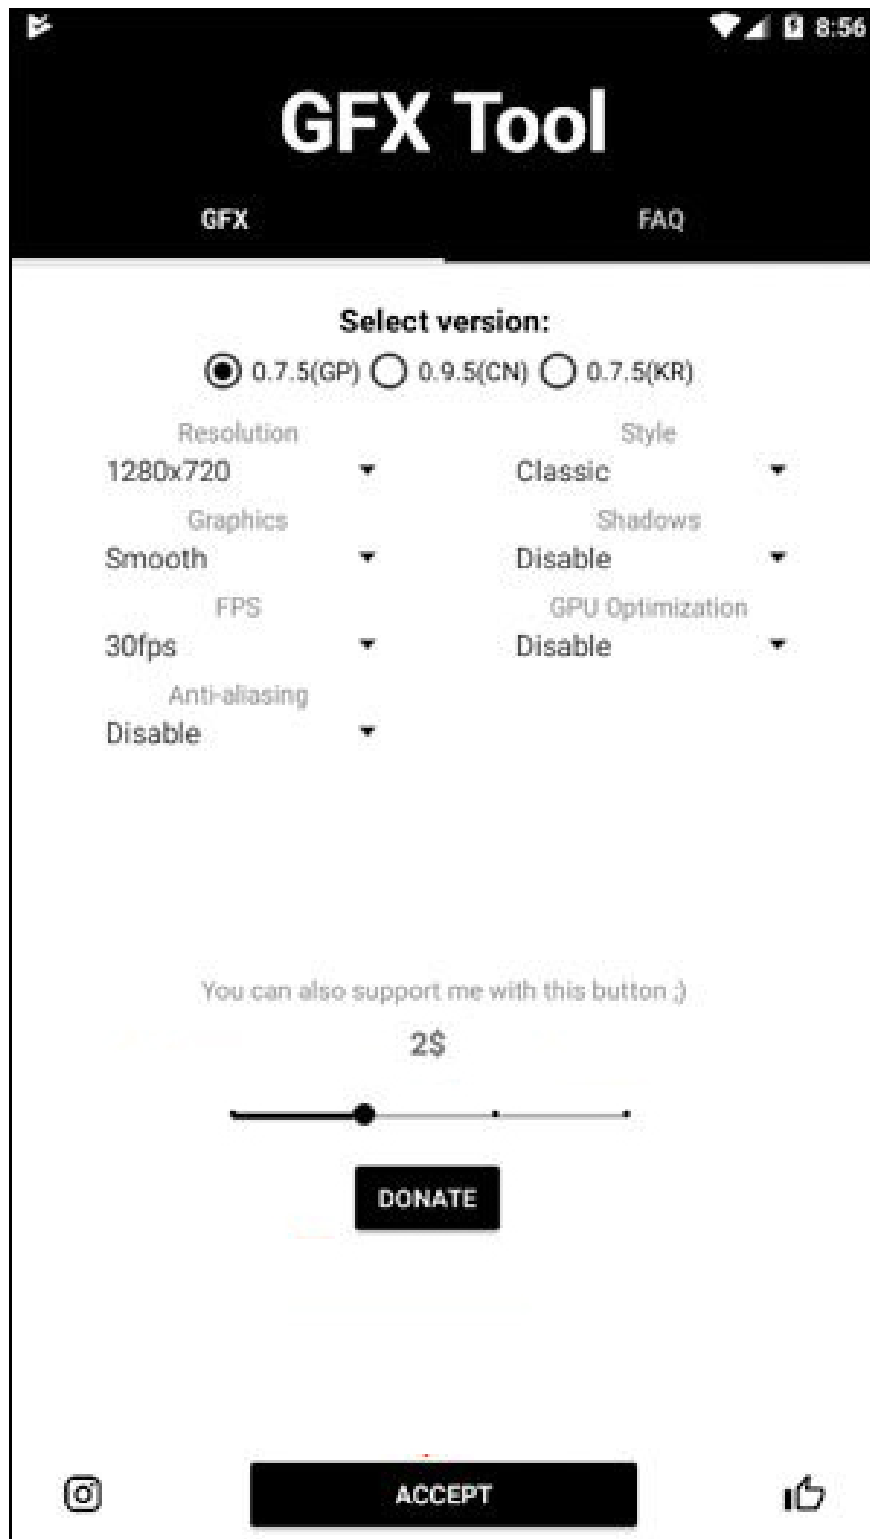 8:56
GFX Tool
GFX FAQ
Select version:
0.7.5(GP) 0.9.5(CN) 0.7.5(KR)
Resolution Style
1280x720 Classic
Graphics Shadows
Smooth Disable
FPS GPU Optimization
30fps Disable
Anti-aliasing
Disable
You can also support me with this button ;)
2$
DONATE
ACCEPT